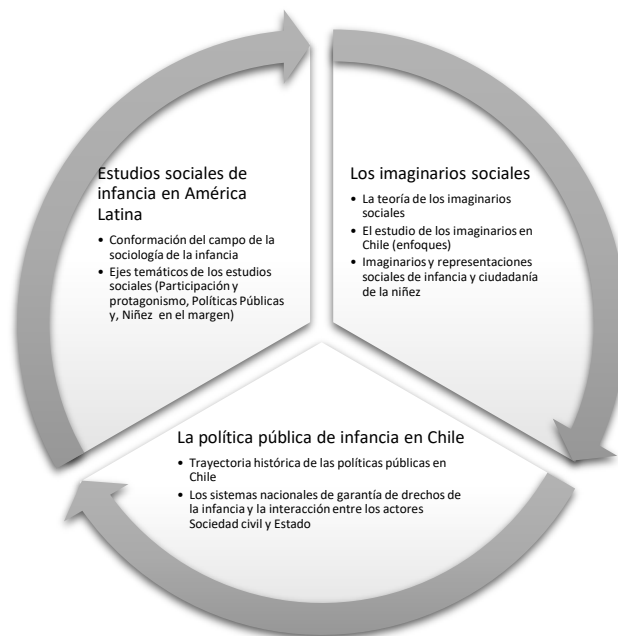 Estudios sociales de
infancia en América
Latina
• Conformación del campo de la
sociología de la infancia
• Ejes temáticos de los estudios
sociales (Participación y
protagonismo, Políticas Públicas
y, Niñez en el margen)
Los imaginarios sociales
• La teoría de los imaginarios
sociales
• El estudio de los imaginarios en
Chile (enfoques)
• Imaginarios y representaciones
sociales de infancia y ciudadanía
de la niñez
La política pública de infancia en Chile
• Trayectoria histórica de las políticas públicas en
Chile
• Los sistemas nacionales de garantía de drechos de
la infancia y la interacción entre los actores
Sociedad civil y Estado